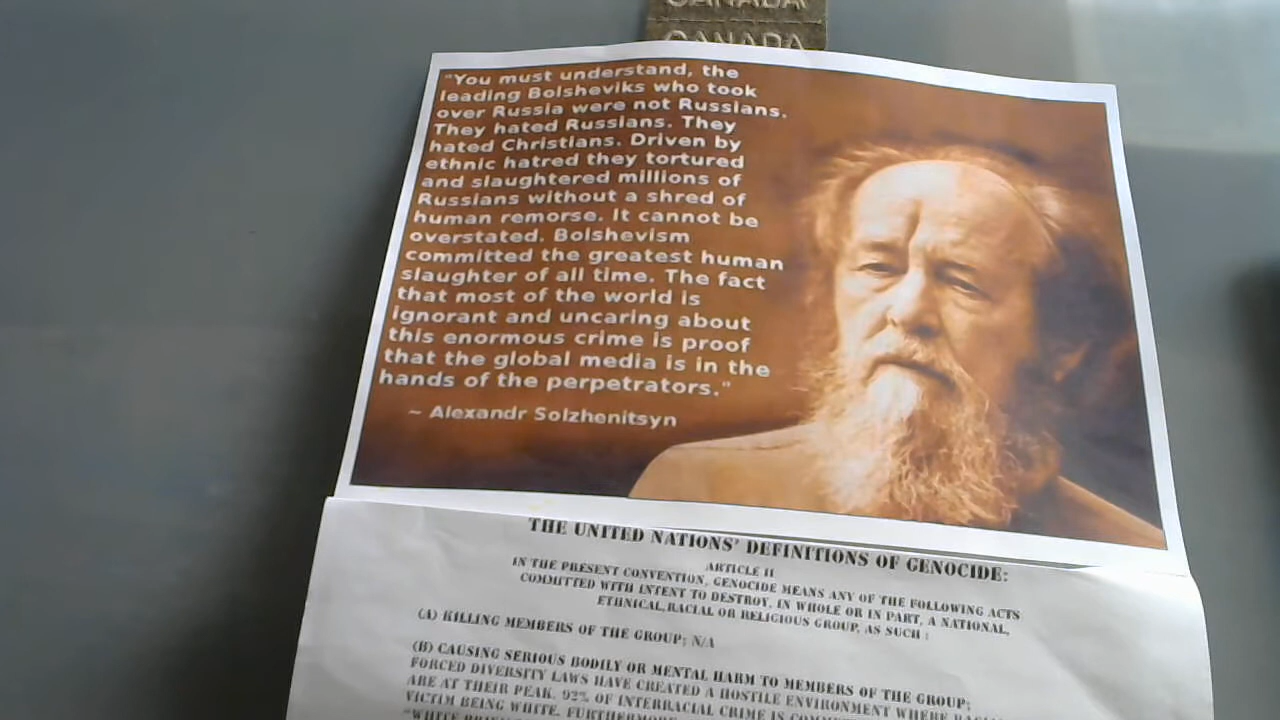 CANADA
CANADA
"You must understand, the
leading Bolsheviks who took
over Russia were not Russians.
They hated Russians. They
hated Christians. Driven by
ethnic hatred they tortured
and slaughtered millions of
Russians without a shred of
human remorse. It cannot be
overstated. Bolshevism
committed the greatest human
slaughter of all time. The fact
that most of the world is
ignorant and uncaring about
this enormous crime is proof
that the global media is in the
hands of the perpetrators."
~ Alexandr Solzhenitsyn
THE UNITED NATIONS' DEFINITIONS OF GENOCIDE:
ARTICLE II
IN THE PRESENT CONVENTION, GENOCIDE MEANS ANY OF THE FOLLOWING ACTS
COMMITTED WITH INTENT TO DESTROY, IN WHOLE OR IN PART, A NATIONAL,
ETHNICAL, RACIAL OR RELIGIOUS GROUP, AS SUCH :
(A) KILLING MEMBERS OF THE GROUP; N/A
(B) CAUSING SERIOUS BODILY OR MENTAL HARM TO MEMBERS OF THE GROUP;
FORCED DIVERSITY LAWS HAVE CREATED A HOSTILE ENVIRONMENT WHERE
ARE AT THEIR PEAK. 92% OF INTERRACIAL CRIME IS
VICTIM BEING WHITE. FURTHERMORE